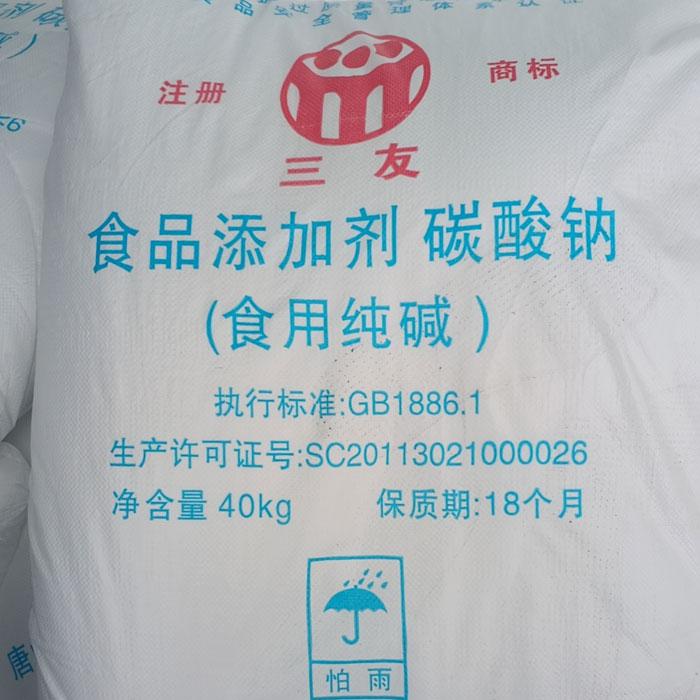 注册 商标
三友
食品添加剂 碳酸钠
(食用纯碱)
执行标准:GB1886.1
生产许可证号:SC20113021000026
净含量 40kg 保质期:18个月
怕雨
唐